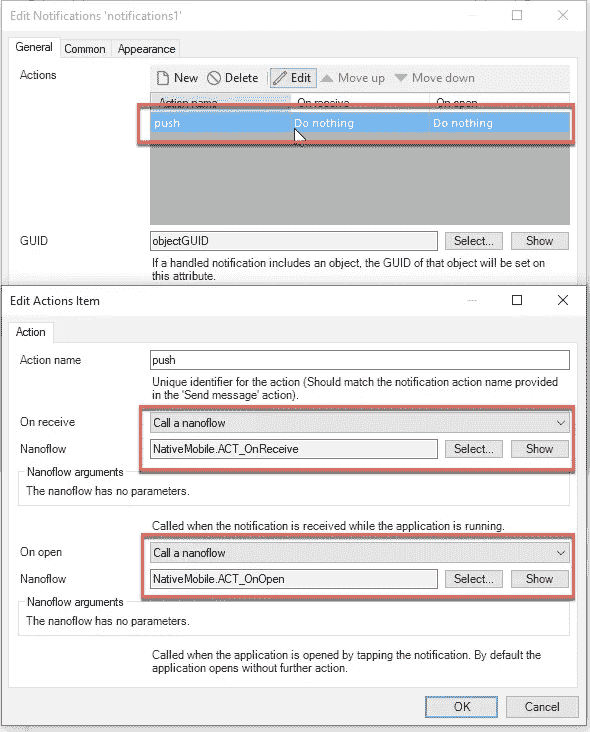 Edit Notifications 'notifications1'
General Common Appearance
Actions New Delete Edit Move up Move down
Action name On receive On open
push Do nothing Do nothing
GUID objectGUID Select... Show
If a handled notification includes an object, the GUID of that object will be set on
this attribute.
Edit Actions Item
Action
Action name push
Unique identifier for the action (Should match the notification action name provided
in the 'Send message' action).
On receive Call a nanoflow
Nanoflow NativeMobile.ACT_OnReceive Select... Show
Nanoflow arguments
The nanoflow has no parameters.
Called when the notification is received while the application is running.
On open Call a nanoflow
Nanoflow NativeMobile.ACT_OnOpen Select... Show
Nanoflow arguments
The nanoflow has no parameters.
Called when the application is opened by tapping the notification. By default the
application opens without further action.
OK Cancel